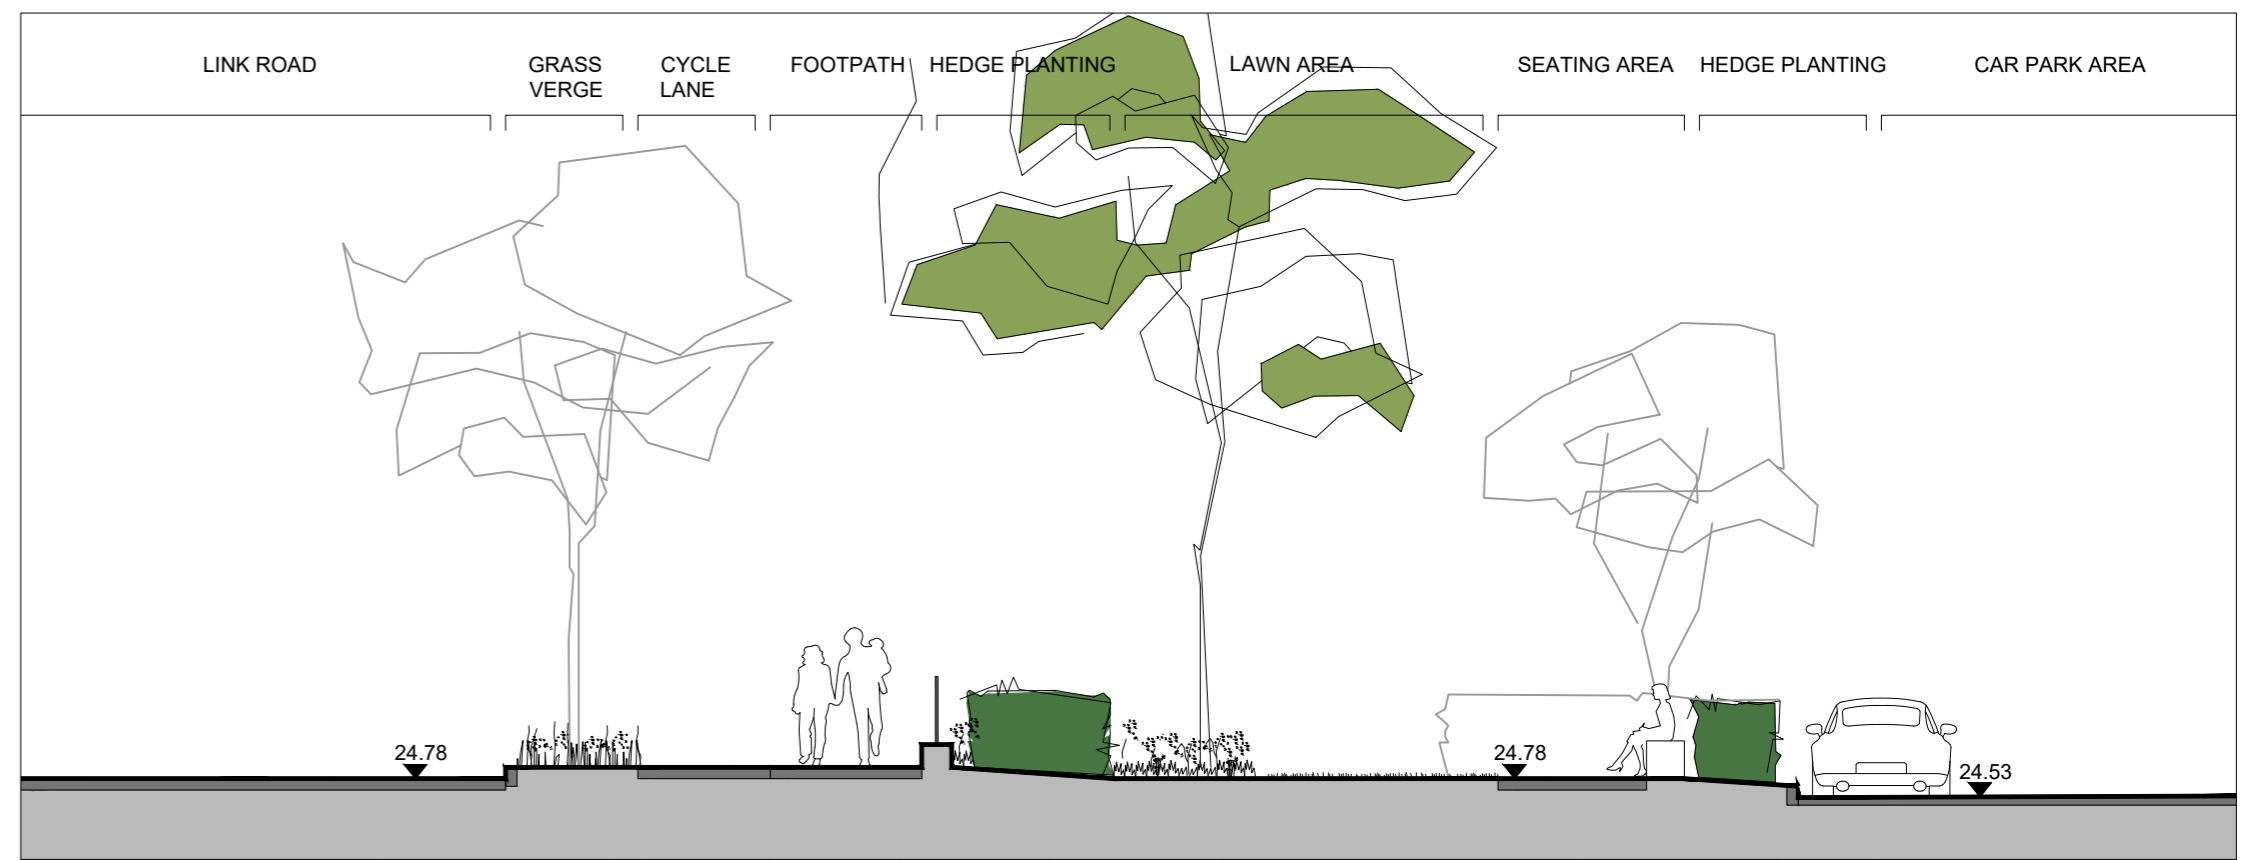 LINK ROAD
GRASS
VERGE
CYCLE
LANE
FOOTPATH
HEDGE PLANTING
LAWN AREA
SEATING AREA
HEDGE PLANTING
CAR PARK AREA
24.78
24.78
24.53